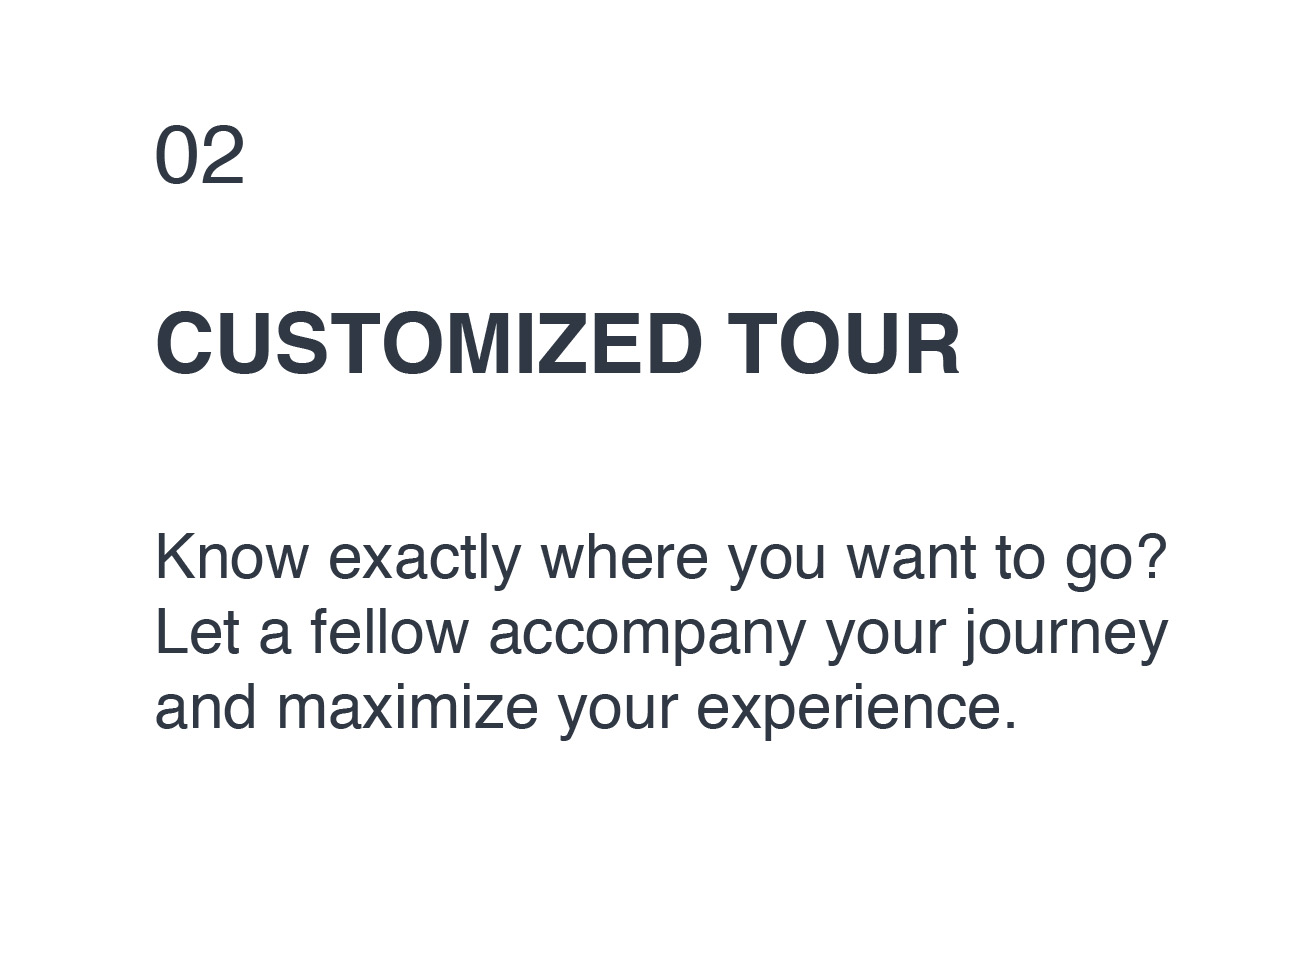 02
CUSTOMIZED TOUR
Know exactly where you want to go?
Let a fellow accompany your journey
and maximize your experience.